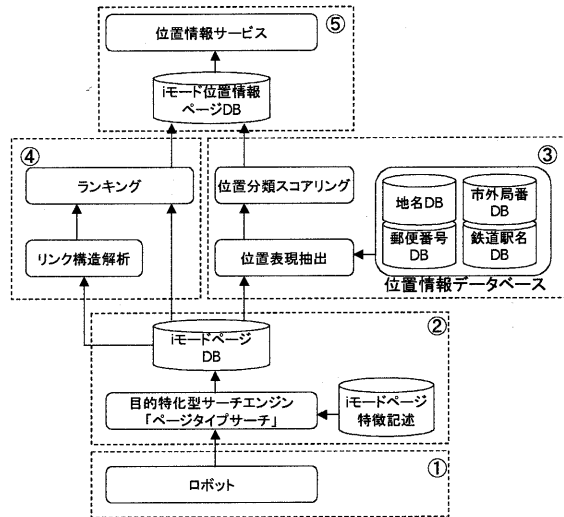 ⑤
位置情報サービス
iモード位置情報
ページDB
④
ランキング
リンク構造解析
③
位置分類スコアリング
位置表現抽出
地名DB
市外局番
DB
郵便番号
DB
鉄道駅名
DB
位置情報データベース
②
iモードページ
DB
目的特化型サーチエンジン
「ページタイプサーチ」
iモードページ
特徴記述
①
ロボット